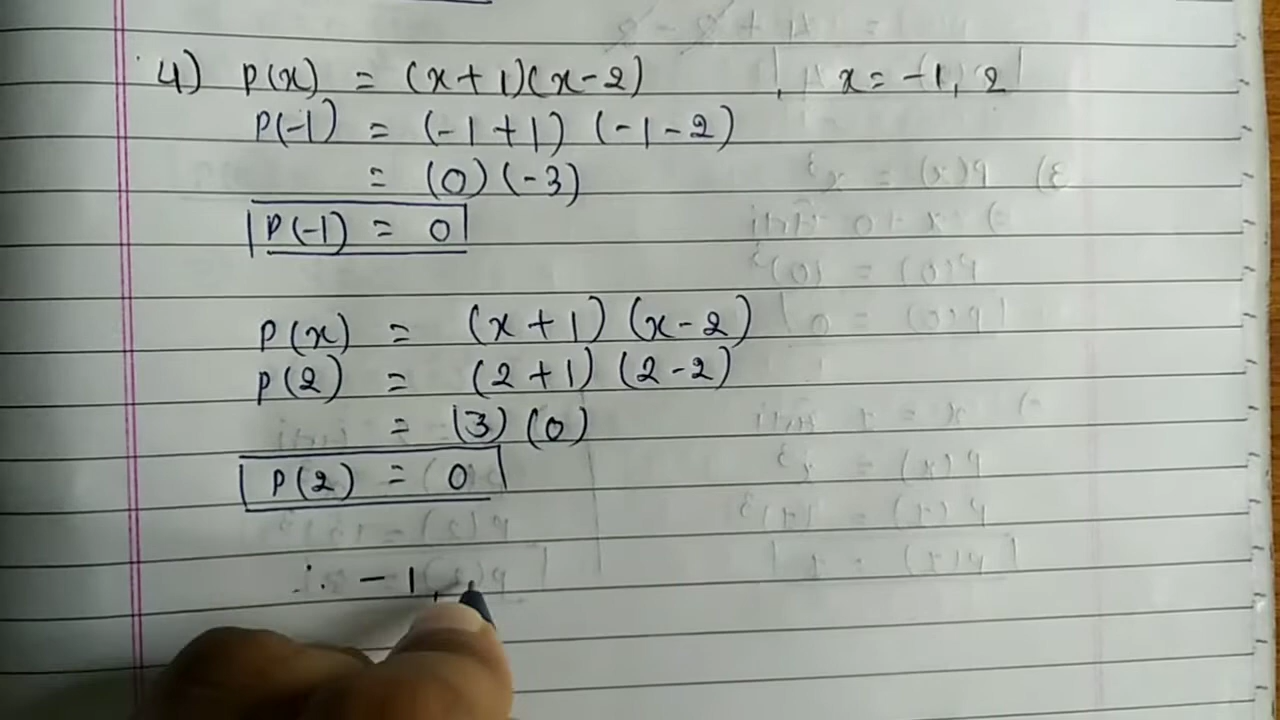 4) P(x) = (x+1)(x-2) , x = -1, 2
P(-1) = (-1+1) (-1-2)
= (0) (-3)
P(-1) = 0
P(x) = (x+1) (x-2)
P(2) = (2+1) (2-2)
= (3) (0)
P(2) = 0
∴ -1,